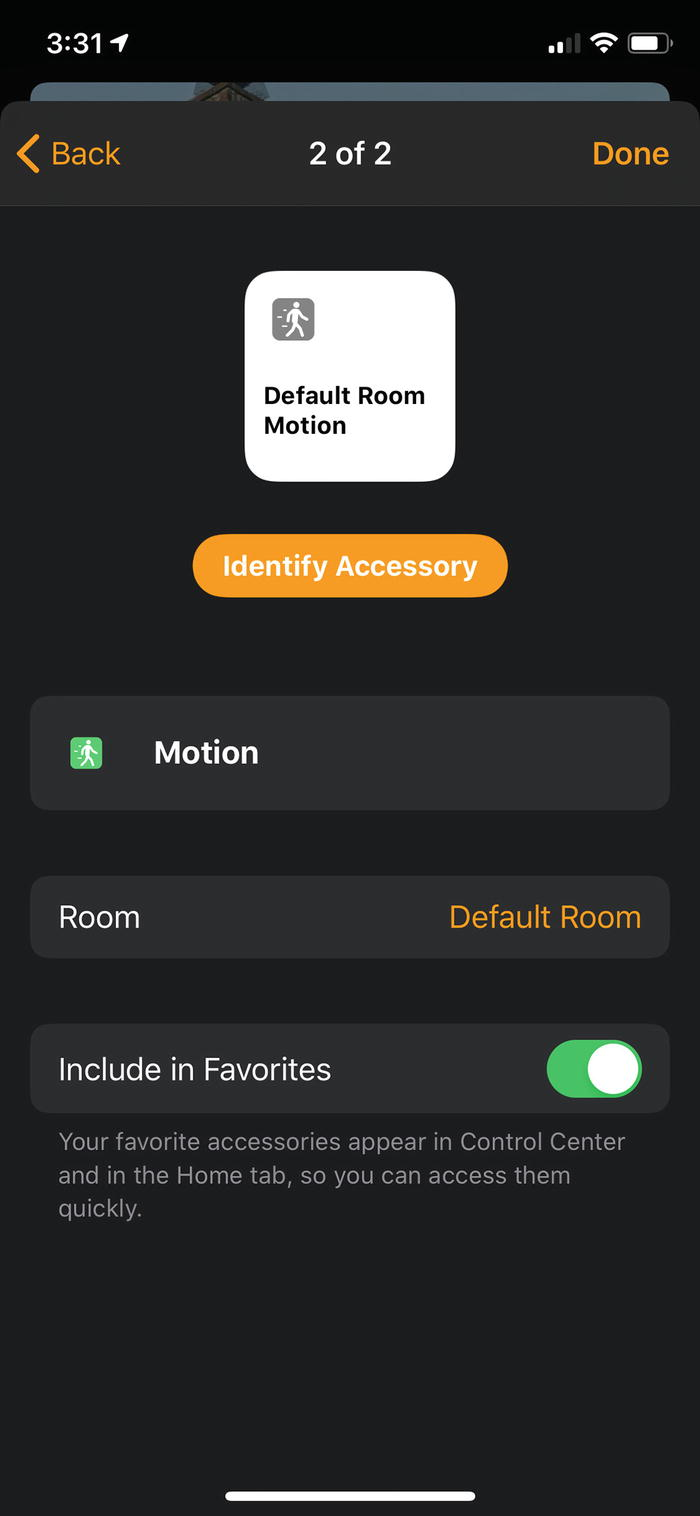 3:31
Back
2 of 2
Done
Default Room
Motion
Identify Accessory
Motion
Room
Default Room
Include in Favorites
Your favorite accessories appear in Control Center
and in the Home tab, so you can access them
quickly.